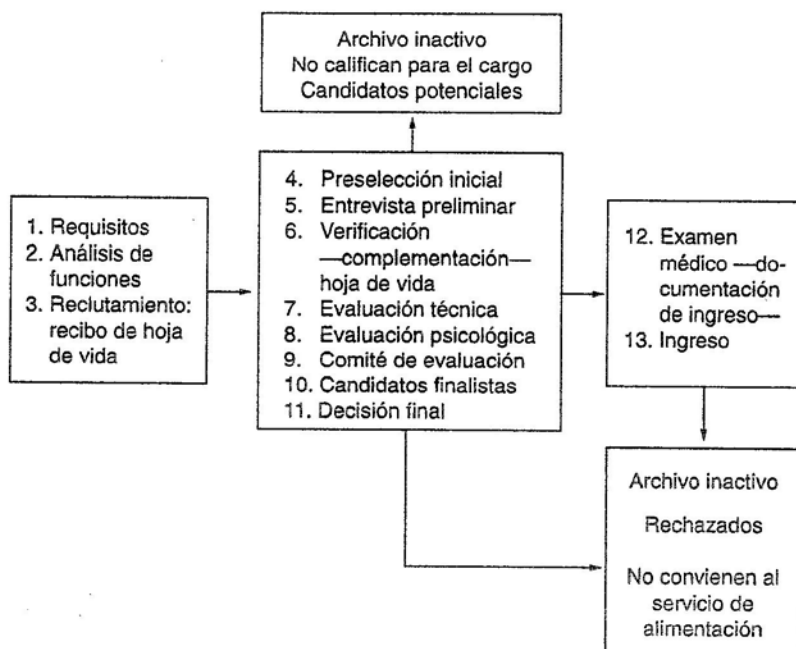 Archivo inactivo
No califican para el cargo
Candidatos potenciales
1. Requisitos
2. Análisis de
funciones
3. Reclutamiento:
recibo de hoja
de vida
4. Preselección inicial
5. Entrevista preliminar
6. Verificación
—complementación—
hoja de vida
7. Evaluación técnica
8. Evaluación psicológica
9. Comité de evaluación
10. Candidatos finalistas
11. Decisión final
12. Examen
médico —do-
cumentación
de ingreso—
13. Ingreso
Archivo inactivo
Rechazados
No convienen al
servicio de
alimentación